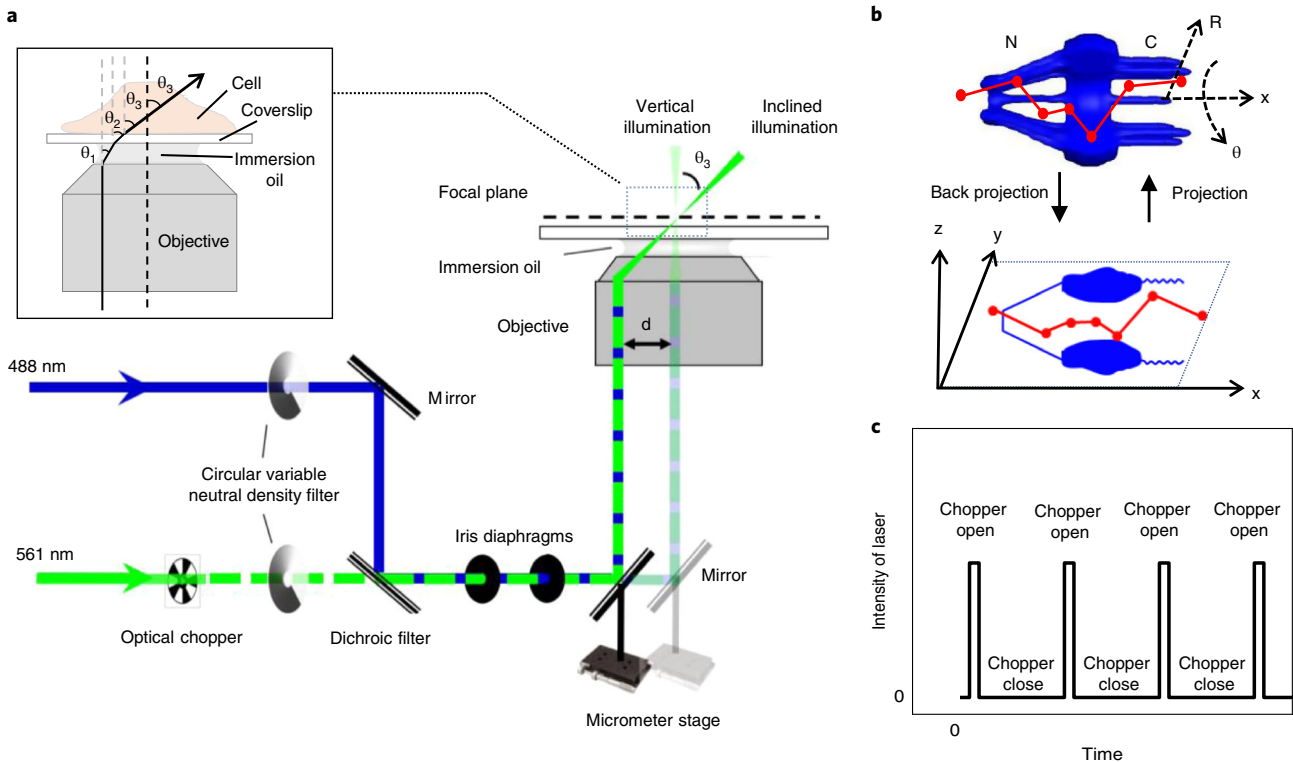 a
θ3
θ3
θ2
θ1
Cell
Coverslip
Immersion
oil
Objective
Vertical
illumination
Inclined
illumination
θ3
Focal plane
Immersion oil
Objective
d
488 nm
Mirror
Circular variable
neutral density filter
561 nm
Iris diaphragms
Mirror
Optical chopper
Dichroic filter
Micrometer stage
b
N
C
R
x
θ
Back projection
Projection
z
y
x
c
Intensity of laser
Chopper
open
Chopper
open
Chopper
open
Chopper
open
Chopper
close
Chopper
close
Chopper
close
0
0
Time